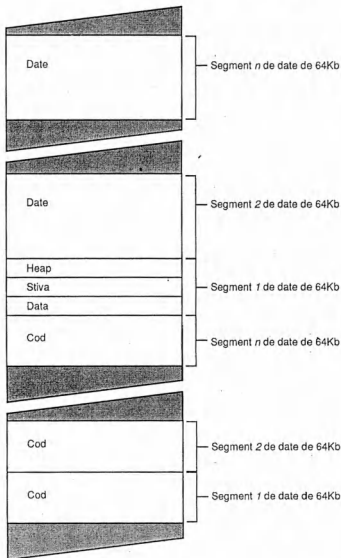 Date
Segment n de date de 64Kb
Date
Segment 2 de date de 64Kb
Heap
Stiva
Segment 1 de date de 64Kb
Data
Cod
Segment n de date de 64Kb
Cod
Segment 2 de date de 64Kb
Cod
Segment 1 de date de 64Kb